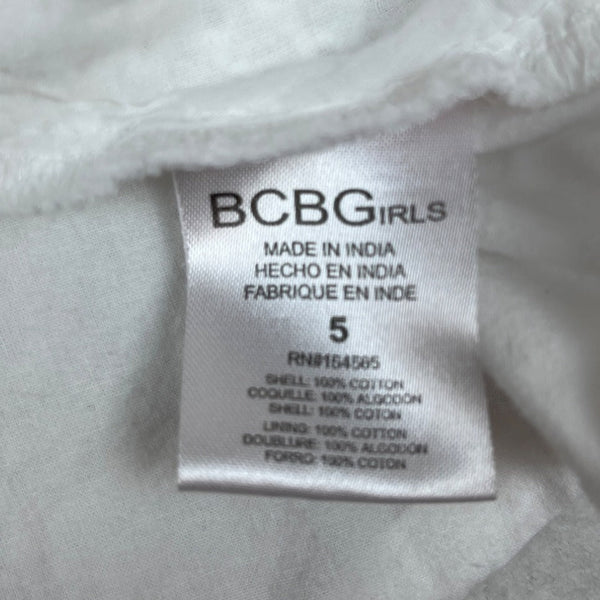 BCBGIRLS
MADE IN INDIA
HECHO EN INDIA
FABRIQUE EN INDE
5
RN#154565
SHELL: 100% COTTON
COQUILLE: 100% ALGODON
SHELL: 100% COTON
LINING: 100% COTTON
DOUBLURE: 100% ALGODON
FORRO: 100% COTON